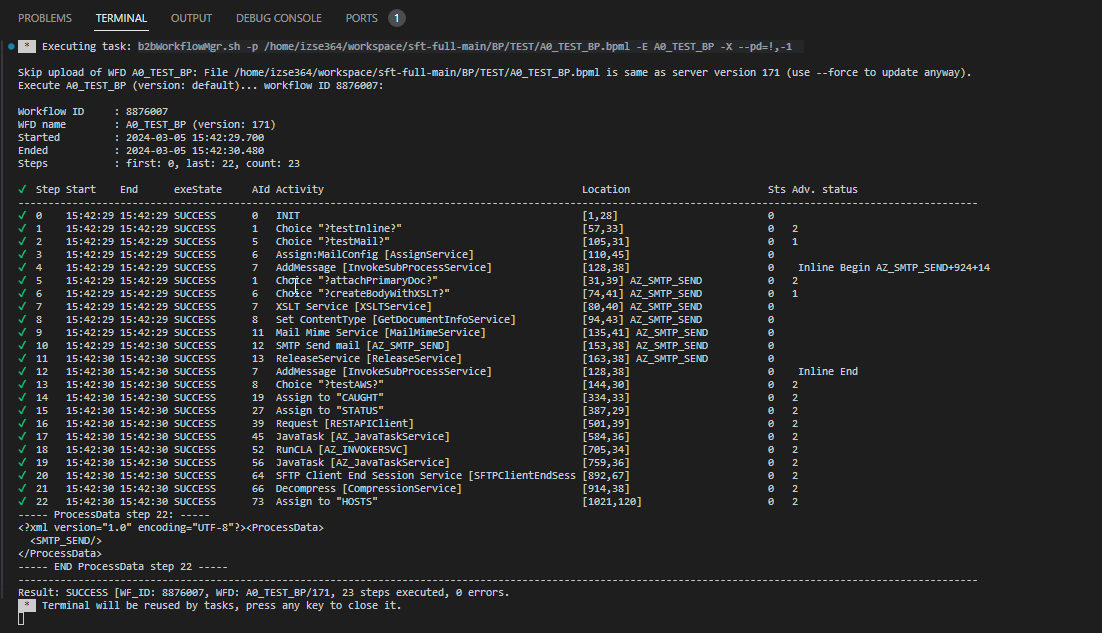 PROBLEMS TERMINAL OUTPUT DEBUG CONSOLE PORTS 1
* Executing task: b2bWorkflowMgr.sh -p /home/izse364/workspace/sft-full-main/BP/TEST/A0_TEST_BP.bpml -E A0_TEST_BP -X --pd=!,-1
Skip upload of WFD A0_TEST_BP: File /home/izse364/workspace/sft-full-main/BP/TEST/A0_TEST_BP.bpml is same as server version 171 (use --force to update anyway).
Execute A0_TEST_BP (version: default)... workflow ID 8876007:
Workflow ID : 8876007
WFD name : A0_TEST_BP (version: 171)
Started : 2024-03-05 15:42:29.700
Ended : 2024-03-05 15:42:30.480
Steps : first: 0, last: 22, count: 23
✓ Step Start End exeState AId Activity Location Sts Adv. status
----------------------------------------------------------------
✓ 0 15:42:29 15:42:29 SUCCESS 0 INIT [1,28] 0
✓ 1 15:42:29 15:42:29 SUCCESS 1 Choice "?testInline?" [57,33] 0 2
✓ 2 15:42:29 15:42:29 SUCCESS 5 Choice "?testMail?" [105,31] 0 1
✓ 3 15:42:29 15:42:29 SUCCESS 6 Assign:MailConfig [AssignService] [110,45] 0
✓ 4 15:42:29 15:42:29 SUCCESS 7 AddMessage [InvokeSubProcessService] [128,38] 0 Inline Begin AZ_SMTP_SEND+924+14
✓ 5 15:42:29 15:42:29 SUCCESS 1 Choice "?attachPrimaryDoc?" [31,39] AZ_SMTP_SEND 0 2
✓ 6 15:42:29 15:42:29 SUCCESS 6 Choice "?createBodyWithXSLT?" [74,41] AZ_SMTP_SEND 0 1
✓ 7 15:42:29 15:42:29 SUCCESS 7 XSLT Service [XSLTService] [80,40] AZ_SMTP_SEND 0
✓ 8 15:42:29 15:42:29 SUCCESS 8 Set ContentType [GetDocumentInfoService] [94,43] AZ_SMTP_SEND 0
✓ 9 15:42:29 15:42:29 SUCCESS 11 Mail Mime Service [MailMimeService] [135,41] AZ_SMTP_SEND 0
✓ 10 15:42:29 15:42:30 SUCCESS 12 SMTP Send mail [AZ_SMTP_SEND] [153,38] AZ_SMTP_SEND 0
✓ 11 15:42:30 15:42:30 SUCCESS 13 ReleaseService [ReleaseService] [163,38] AZ_SMTP_SEND 0
✓ 12 15:42:30 15:42:30 SUCCESS 7 AddMessage [InvokeSubProcessService] [128,38] 0 Inline End
✓ 13 15:42:30 15:42:30 SUCCESS 8 Choice "?testAWS?" [144,30] 0 2
✓ 14 15:42:30 15:42:30 SUCCESS 19 Assign to "CAUGHT" [334,33] 0 2
✓ 15 15:42:30 15:42:30 SUCCESS 27 Assign to "STATUS" [387,29] 0 2
✓ 16 15:42:30 15:42:30 SUCCESS 39 Request [RESTAPIClient] [501,39] 0 2
✓ 17 15:42:30 15:42:30 SUCCESS 45 JavaTask [AZ_JavaTaskService] [584,36] 0 2
✓ 18 15:42:30 15:42:30 SUCCESS 52 RunCLA [AZ_INVOKERSVC] [705,34] 0 2
✓ 19 15:42:30 15:42:30 SUCCESS 56 JavaTask [AZ_JavaTaskService] [759,36] 0 2
✓ 20 15:42:30 15:42:30 SUCCESS 64 SFTP Client End Session Service [SFTPClientEndSess [892,67] 0 2
✓ 21 15:42:30 15:42:30 SUCCESS 66 Decompress [CompressionService] [914,38] 0 2
✓ 22 15:42:30 15:42:30 SUCCESS 73 Assign to "HOSTS" [1021,120] 0 2
----- ProcessData step 22: -----
<?xml version="1.0" encoding="UTF-8"?><ProcessData>
<SMTP_SEND/>
</ProcessData>
----- END ProcessData step 22 -----
----------------------------------------------------------------
Result: SUCCESS [WF_ID: 8876007, WFD: A0_TEST_BP/171, 23 steps executed, 0 errors.
* Terminal will be reused by tasks, press any key to close it.